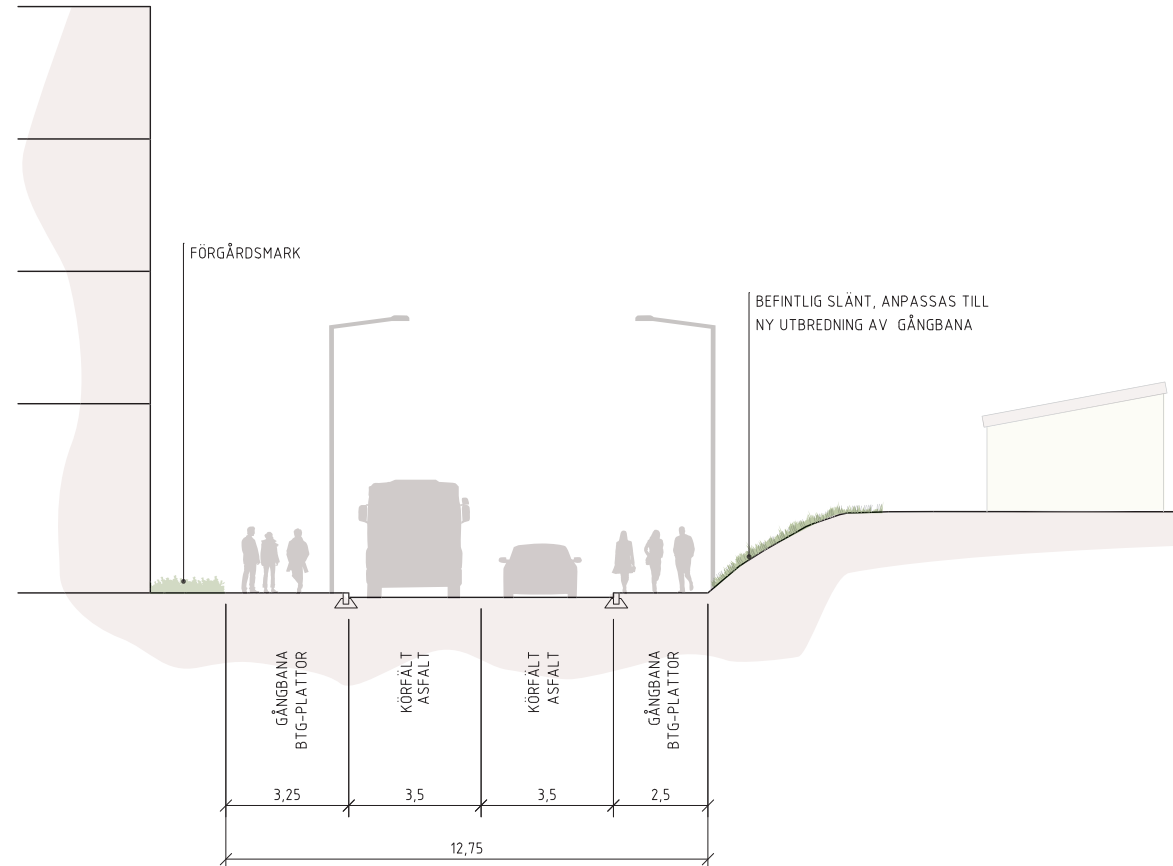 FÖRGÅRDSMARK
BEFINTLIG SLÄNT, ANPASSAS TILL
NY UTBREDNING AV GÅNGBANA
GÅNGBANA
BTG-PLATTOR
KÖRFÄLT
ASFALT
KÖRFÄLT
ASFALT
GÅNGBANA
BTG-PLATTOR
3,25
3,5
3,5
2,5
12,75